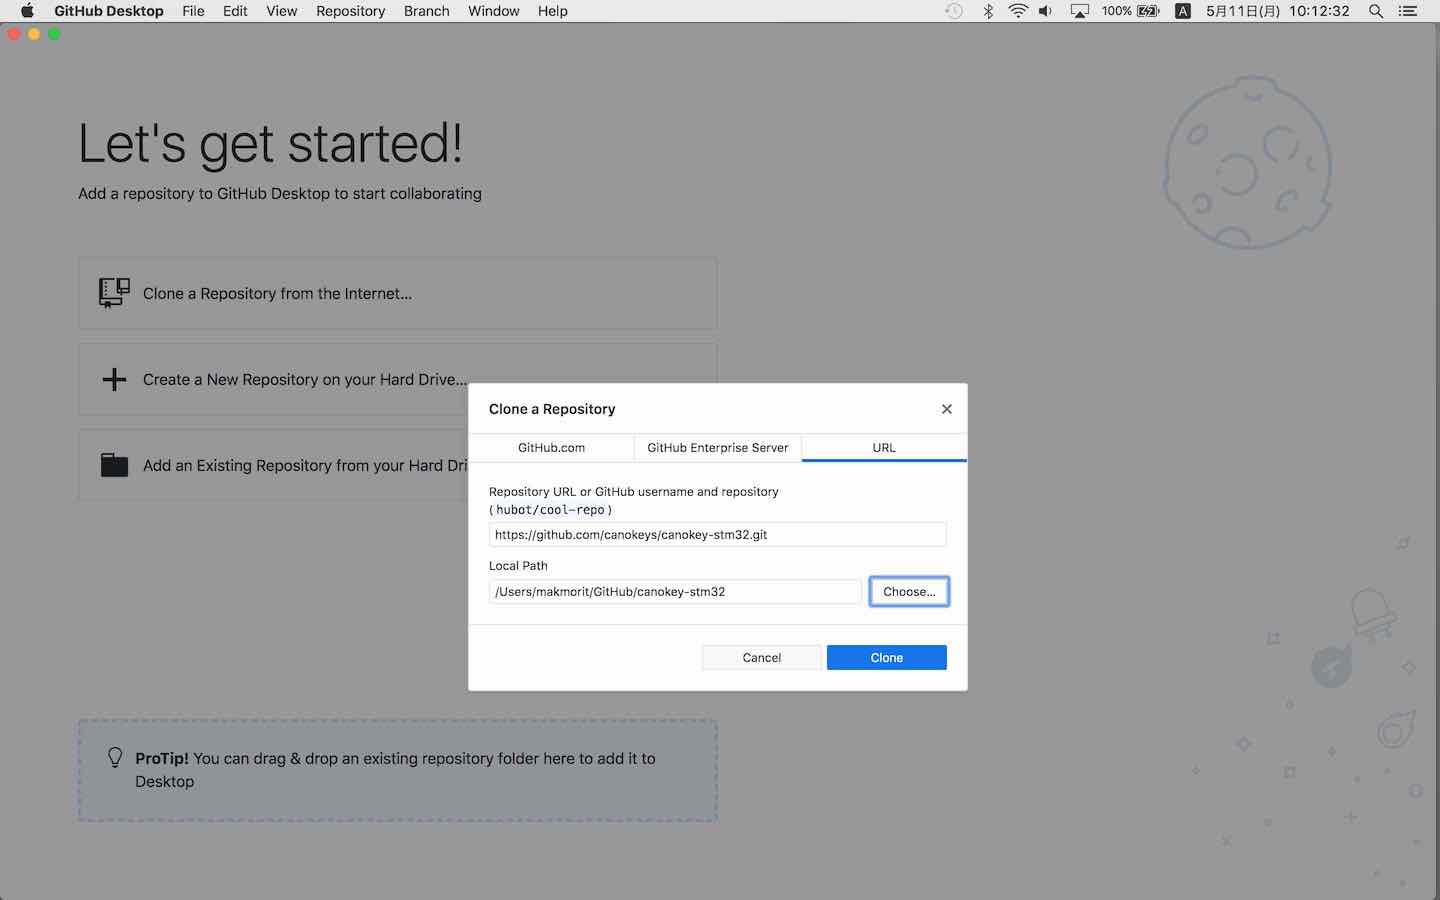 GitHub Desktop File Edit View Repository Branch Window Help 100% A 5月11日(月) 10:12:32
Let's get started!
Add a repository to GitHub Desktop to start collaborating
Clone a Repository from the Internet...
Create a New Repository on your Hard Drive...
Add an Existing Repository from your Hard Dri
Clone a Repository
GitHub.com GitHub Enterprise Server URL
Repository URL or GitHub username and repository
(hubot/cool-repo)
https://github.com/canokeys/canokey-stm32.git
Local Path
/Users/makmorit/GitHub/canokey-stm32 Choose...
Cancel Clone
ProTip! You can drag & drop an existing repository folder here to add it to
Desktop